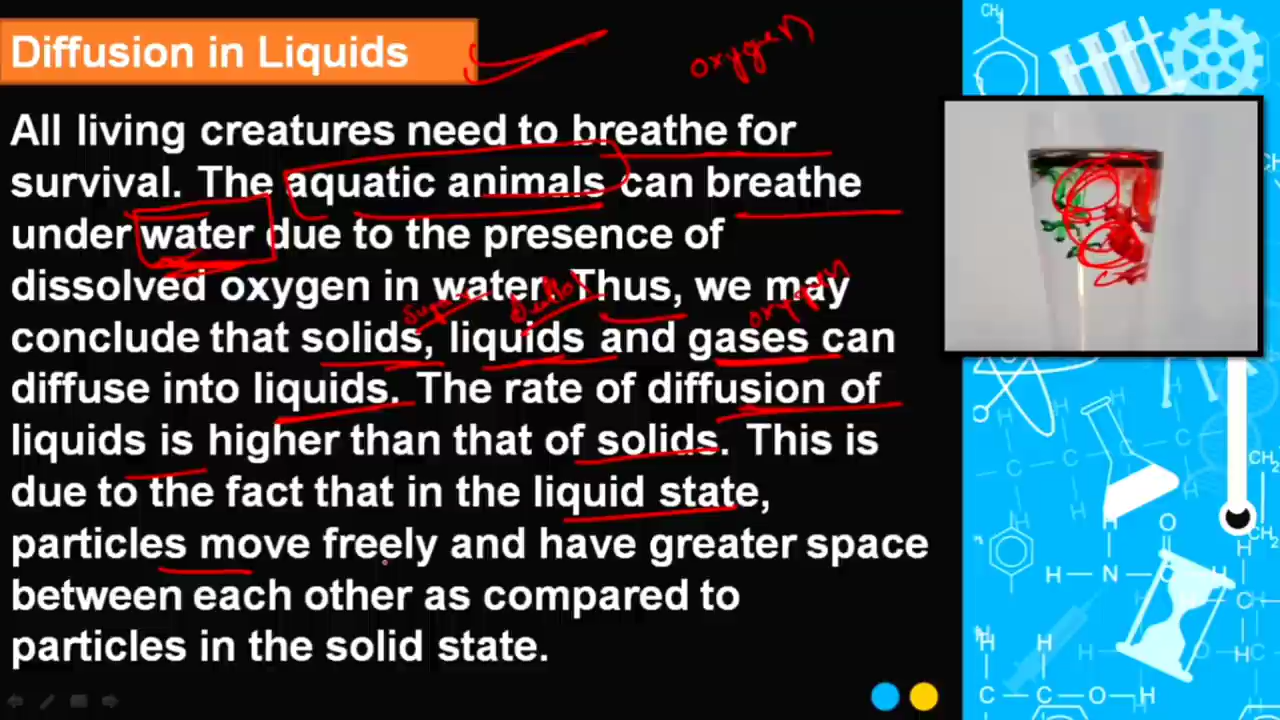 Diffusion in Liquids
oxygen
All living creatures need to breathe for
survival. The aquatic animals can breathe
under water due to the presence of
dissolved oxygen in water. Thus, we may
sugar
oxygen
conclude that solids, liquids and gases can
diffuse into liquids. The rate of diffusion of
liquids is higher than that of solids. This is
due to the fact that in the liquid state,
particles move freely and have greater space
between each other as compared to
particles in the solid state.
CH₂
H N C H
O
H C O H